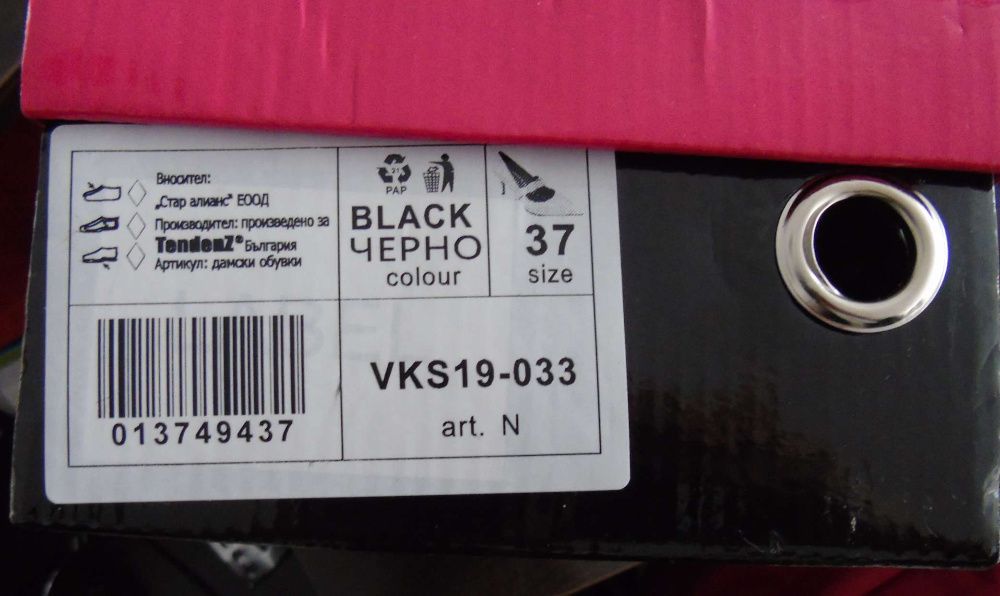 Вносител:
„Стар алианс“ ЕООД
Производител: произведено за
TendenZ® България
Артикул: дамски обувки
21
PAP
BLACK
ЧЕРНО
colour
37
size
013749437
VKS19-033
art. N